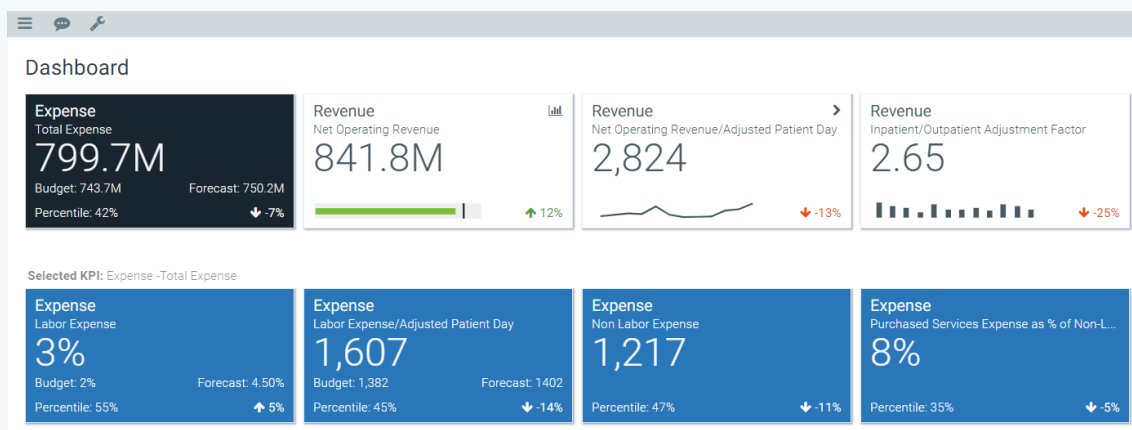 Dashboard
Expense
Total Expense
799.7M
Budget: 743.7M Forecast: 750.2M
Percentile: 42% -7%
Revenue
Net Operating Revenue
841.8M
12%
Revenue
Net Operating Revenue/Adjusted Patient Day
2,824
-13%
Revenue
Inpatient/Outpatient Adjustment Factor
2.65
-25%
Selected KPI: Expense -Total Expense
Expense
Labor Expense
3%
Budget: 2% Forecast: 4.50%
Percentile: 55% 5%
Expense
Labor Expense/Adjusted Patient Day
1,607
Budget: 1,382 Forecast: 1402
Percentile: 45% -14%
Expense
Non Labor Expense
1,217
Percentile: 47% -11%
Expense
Purchased Services Expense as % of Non-L...
8%
Percentile: 35% -5%